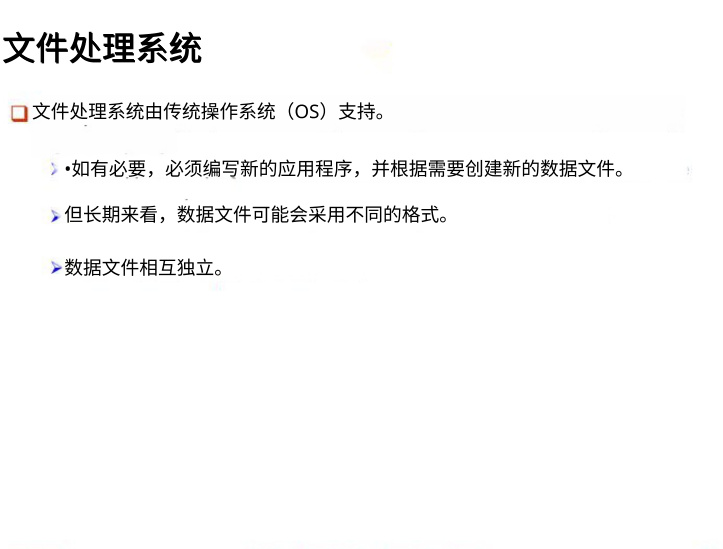 文件处理系统
文件处理系统由传统操作系统（OS）支持。
•如有必要，必须编写新的应用程序，并根据需要创建新的数据文件。
但长期来看，数据文件可能会采用不同的格式。
数据文件相互独立。